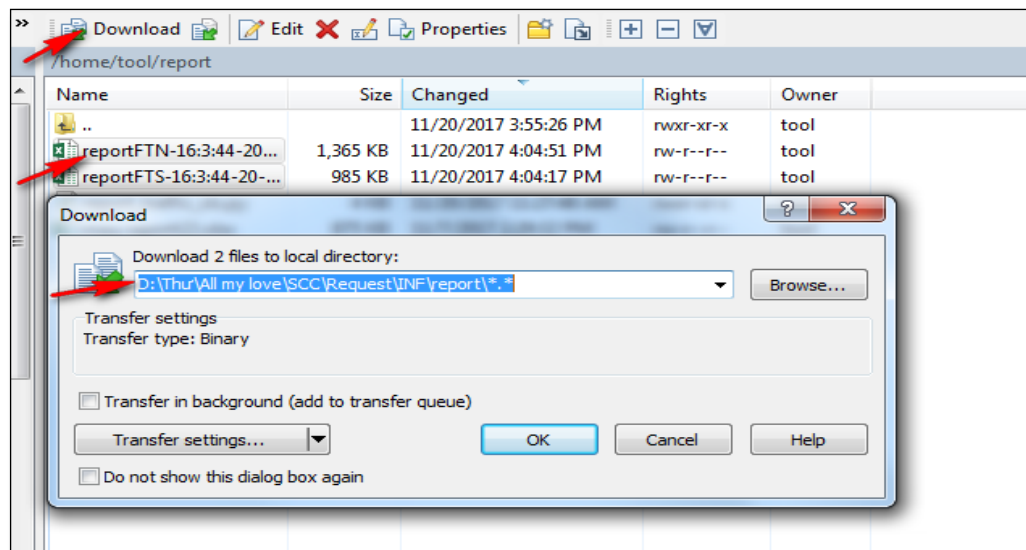 » Download Edit Properties
/home/tool/report
Name Size Changed Rights Owner
.. 11/20/2017 3:55:26 PM rwxr-xr-x tool
reportFTN-16:3:44-20... 1,365 KB 11/20/2017 4:04:51 PM rw-r--r-- tool
reportFTS-16:3:44-20-... 985 KB 11/20/2017 4:04:17 PM rw-r--r-- tool
Download
Download 2 files to local directory:
D:\Thur\All my love\SCC\Request\INF\report\*.* Browse...
Transfer settings
Transfer type: Binary
Transfer in background (add to transfer queue)
Transfer settings... OK Cancel Help
Do not show this dialog box again